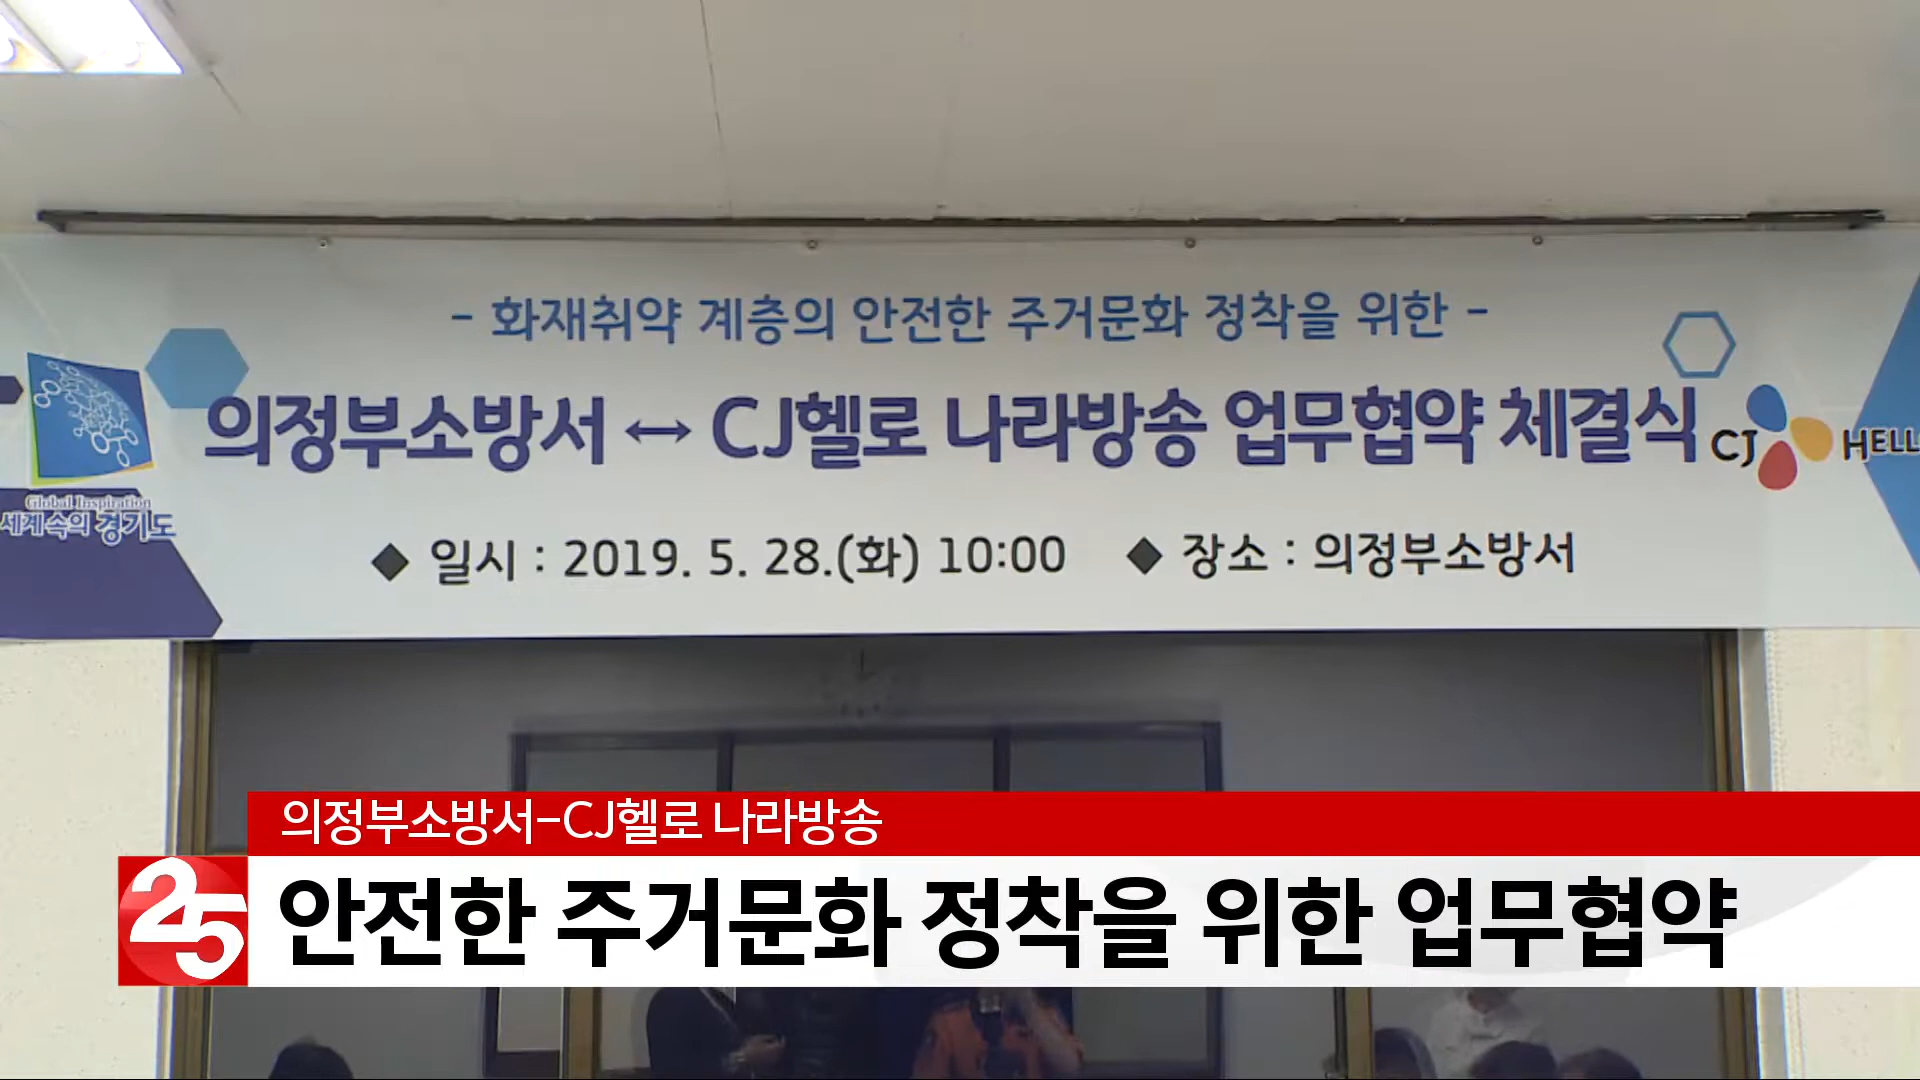 - 화재취약 계층의 안전한 주거문화 정착을 위한 -
의정부소방서 ↔ CJ헬로 나라방송 업무협약 체결식
CJ HELL
Global Inspiration
세계속의 경기도
◆ 일시 : 2019. 5. 28.(화) 10:00 ◆ 장소 : 의정부소방서
의정부소방서-CJ헬로 나라방송
25 안전한 주거문화 정착을 위한 업무협약